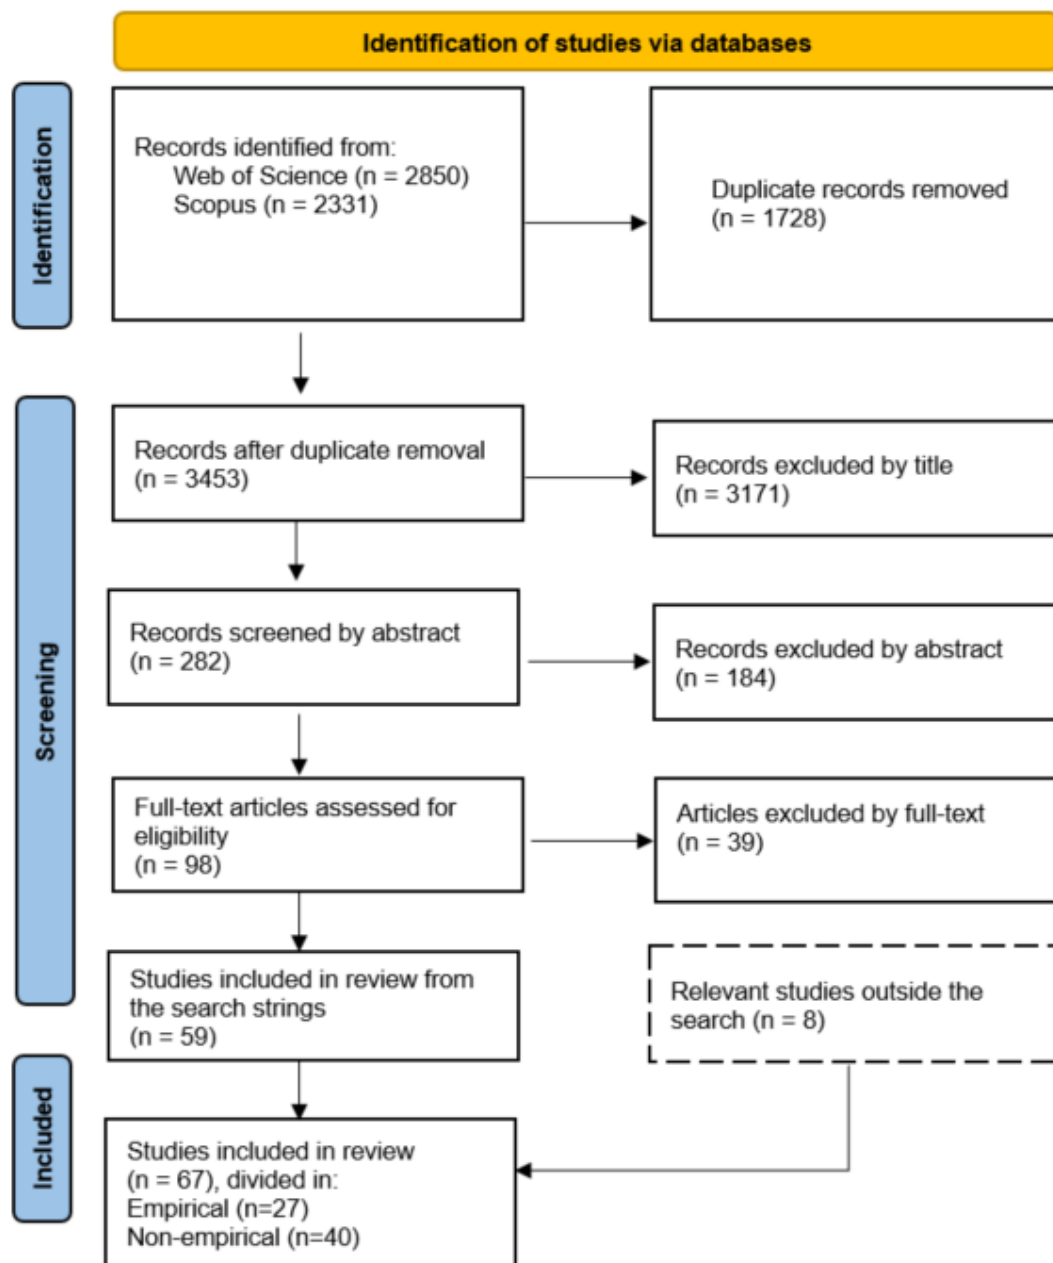 Identification of studies via databases
Identification
Records identified from:
Web of Science (n = 2850)
Scopus (n = 2331)
Duplicate records removed
(n = 1728)
Screening
Records after duplicate removal
(n = 3453)
Records excluded by title
(n = 3171)
Records screened by abstract
(n = 282)
Records excluded by abstract
(n = 184)
Full-text articles assessed for
eligibility
(n = 98)
Articles excluded by full-text
(n = 39)
Studies included in review from
the search strings
(n = 59)
Relevant studies outside the
search (n = 8)
Included
Studies included in review
(n = 67), divided in:
Empirical (n=27)
Non-empirical (n=40)